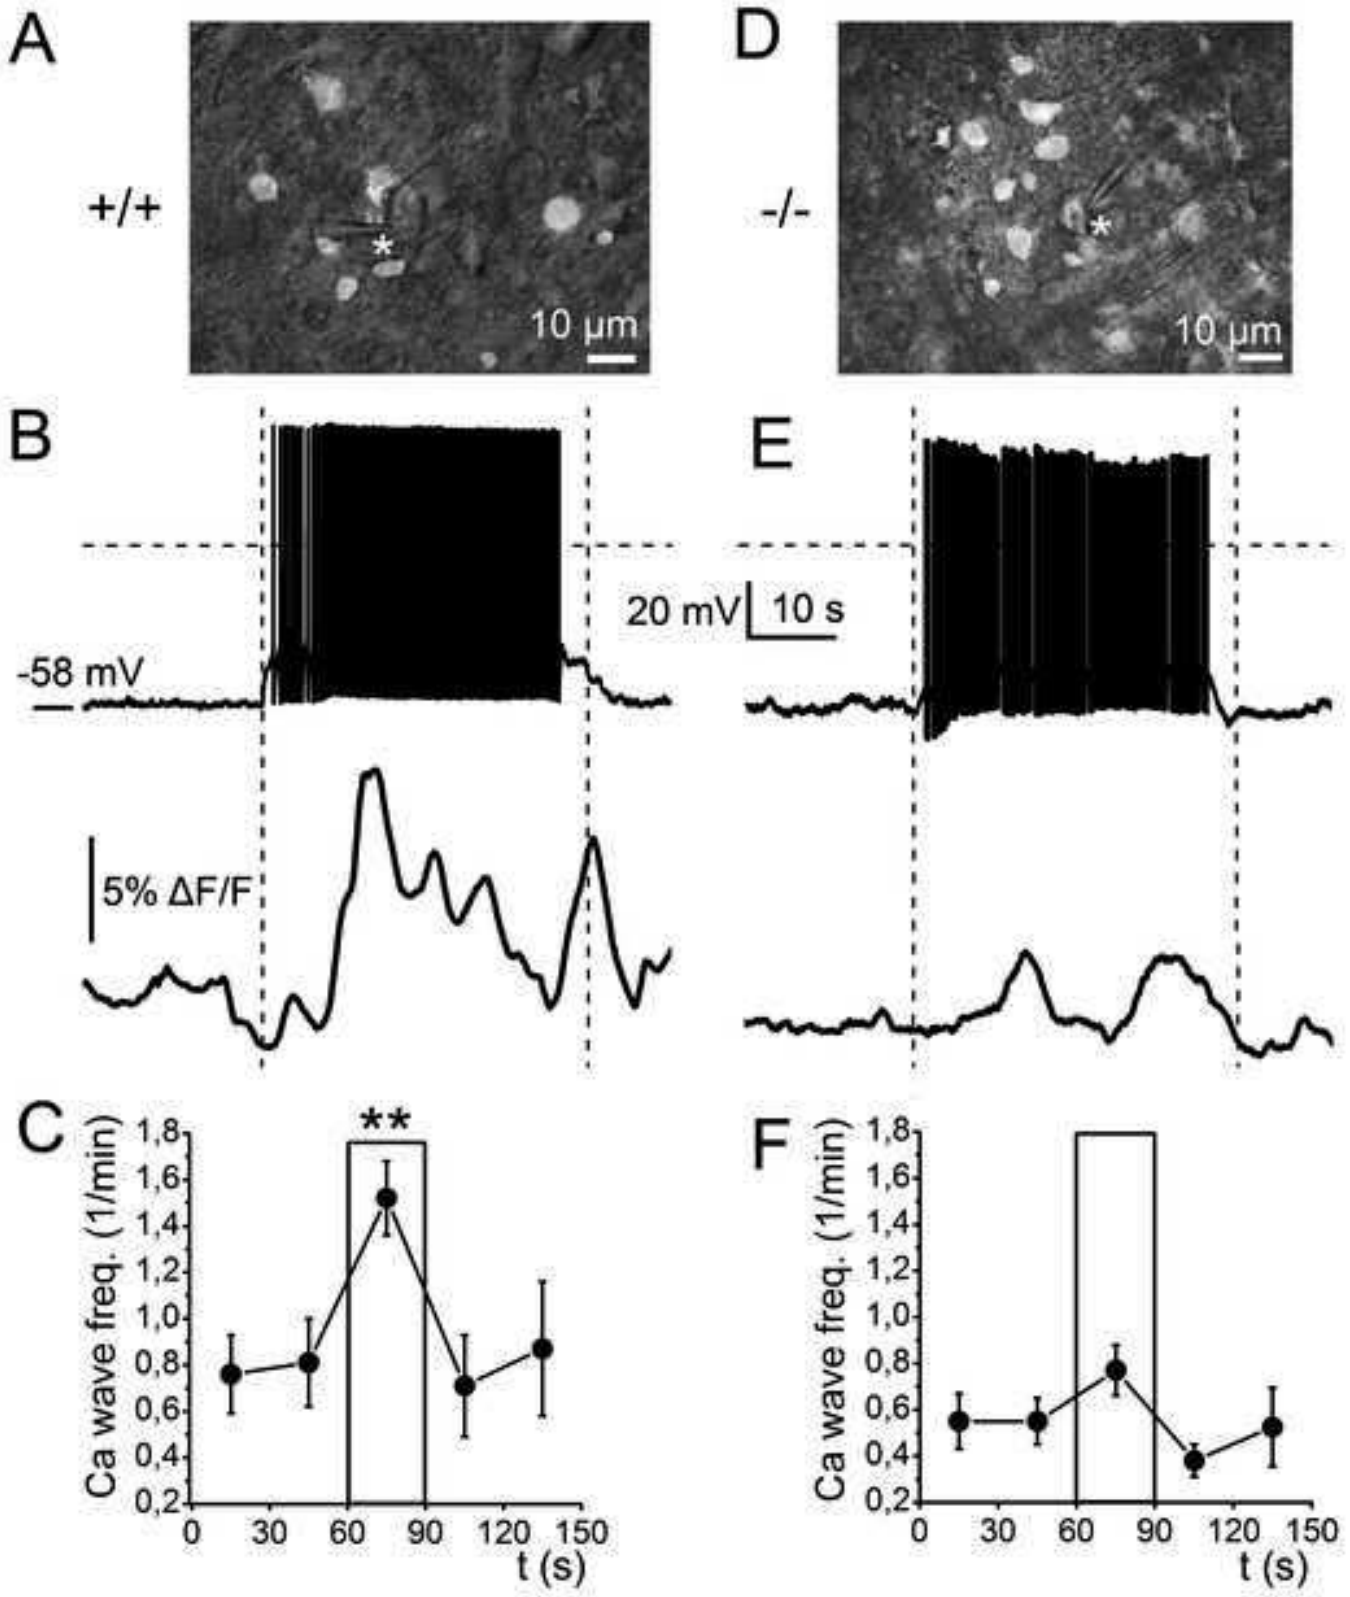 A
D
+/+
-/-
*
*
10 µm
10 µm
B
E
20 mV
10 s
-58 mV
5% ΔF/F
C
**
F
Ca wave freq. (1/min)
1,8
1,6
1,4
1,2
1,0
0,8
0,6
0,4
0,2
0 30 60 90 120 150
t (s)
Ca wave freq. (1/min)
1,8
1,6
1,4
1,2
1,0
0,8
0,6
0,4
0,2
0 30 60 90 120 150
t (s)